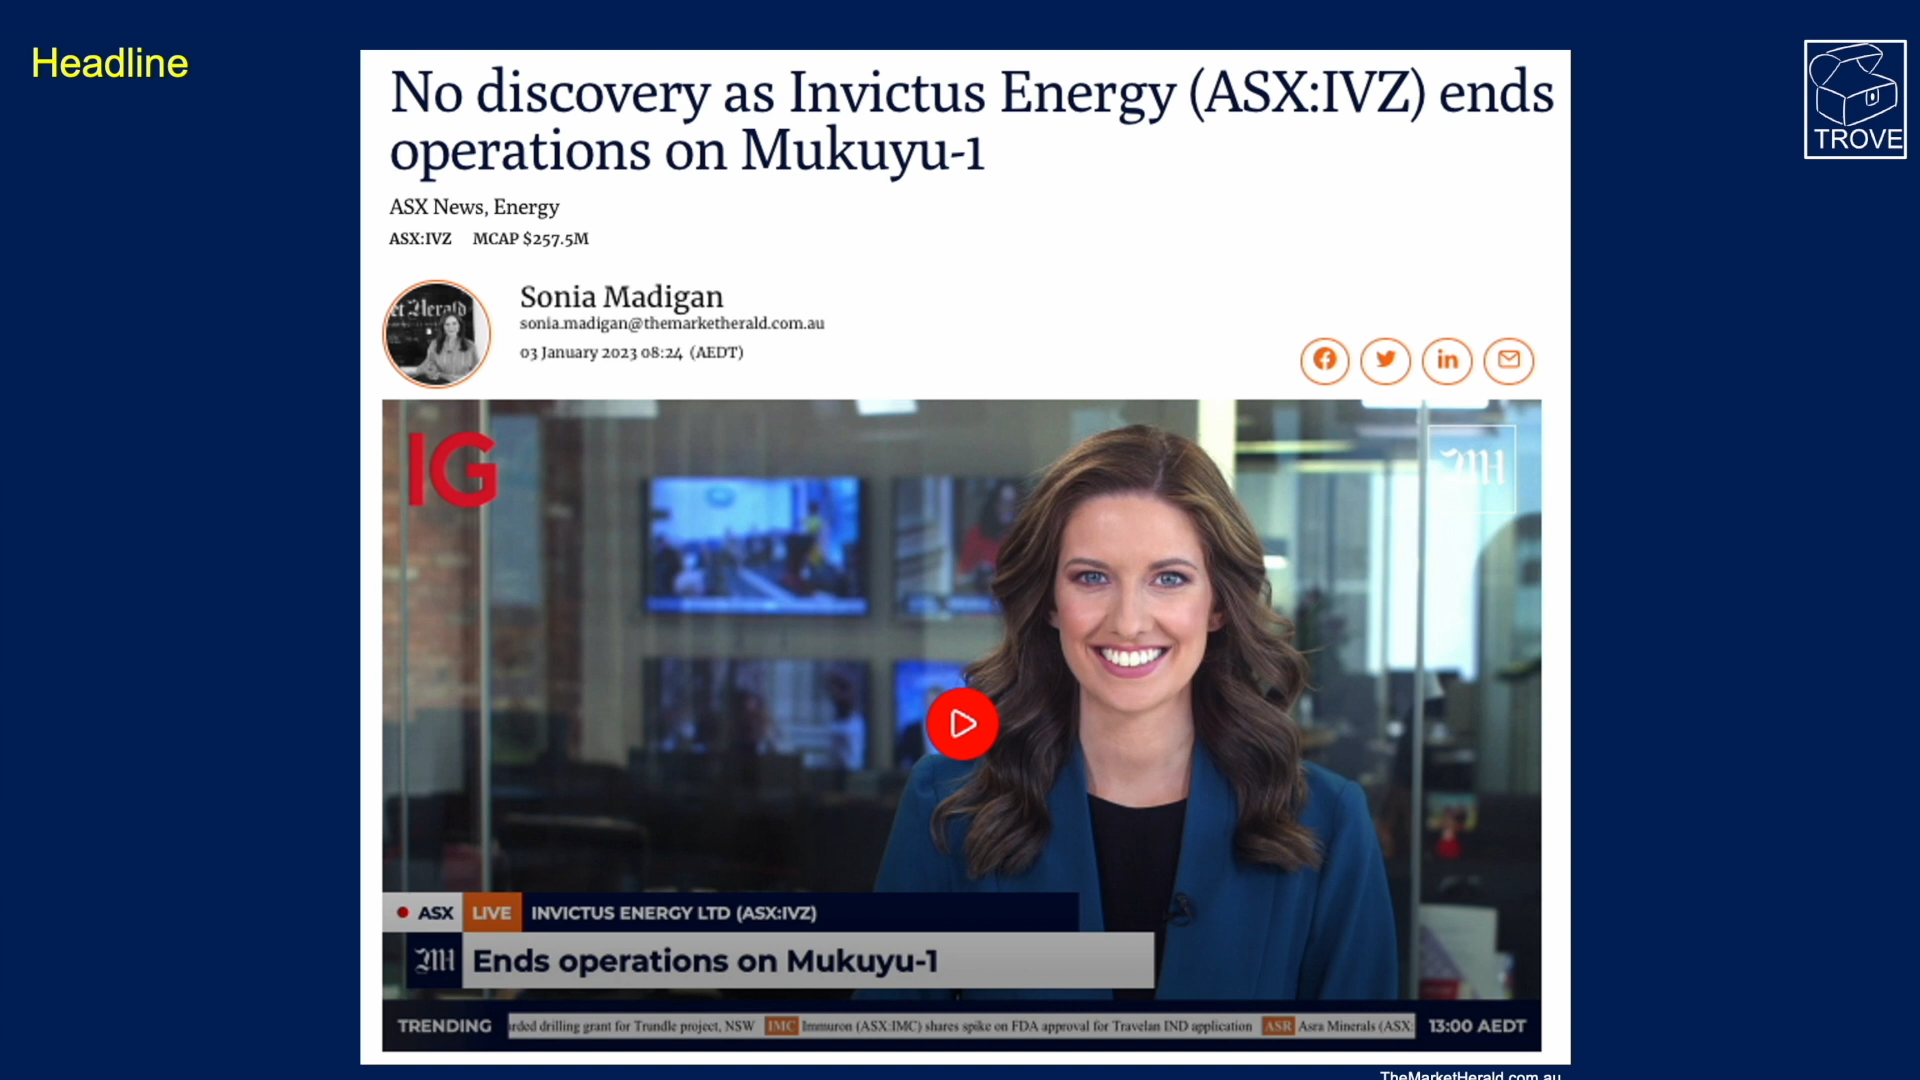 Headline
No discovery as Invictus Energy (ASX:IVZ) ends
operations on Mukuyu-1
TROVE
ASX News, Energy
ASX:IVZ MCAP $257.5M
et Herald
Sonia Madigan
sonia.madigan@themarketherald.com.au
03 January 2023 08:24 (AEDT)
in
IG
ASX LIVE INVICTUS ENERGY LTD (ASX:IVZ)
Ends operations on Mukuyu-1
TRENDING rded drilling grant for Trundle project, NSW IMC Immuron (ASX:IMC) shares spike on FDA approval for Travelan IND application ASR Asra Minerals (ASX: 13:00 AEDT
TheMarketHerald.com.au